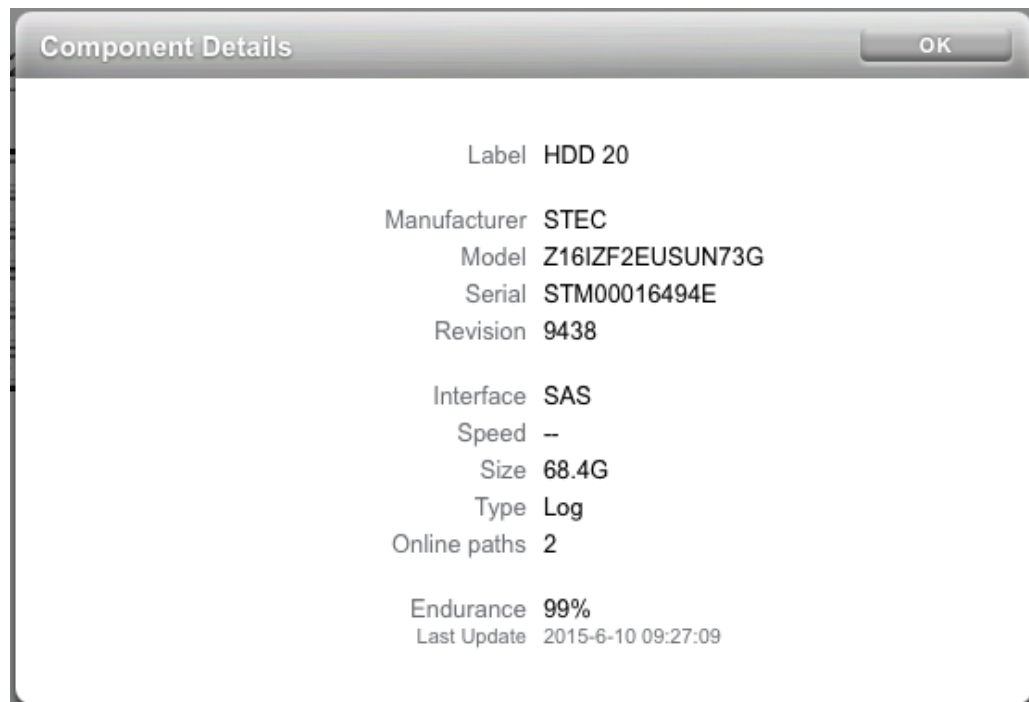 Component Details
OK
Label HDD 20
Manufacturer STEC
Model Z16IZF2EUSUN73G
Serial STM00016494E
Revision 9438
Interface SAS
Speed --
Size 68.4G
Type Log
Online paths 2
Endurance 99%
Last Update 2015-6-10 09:27:09